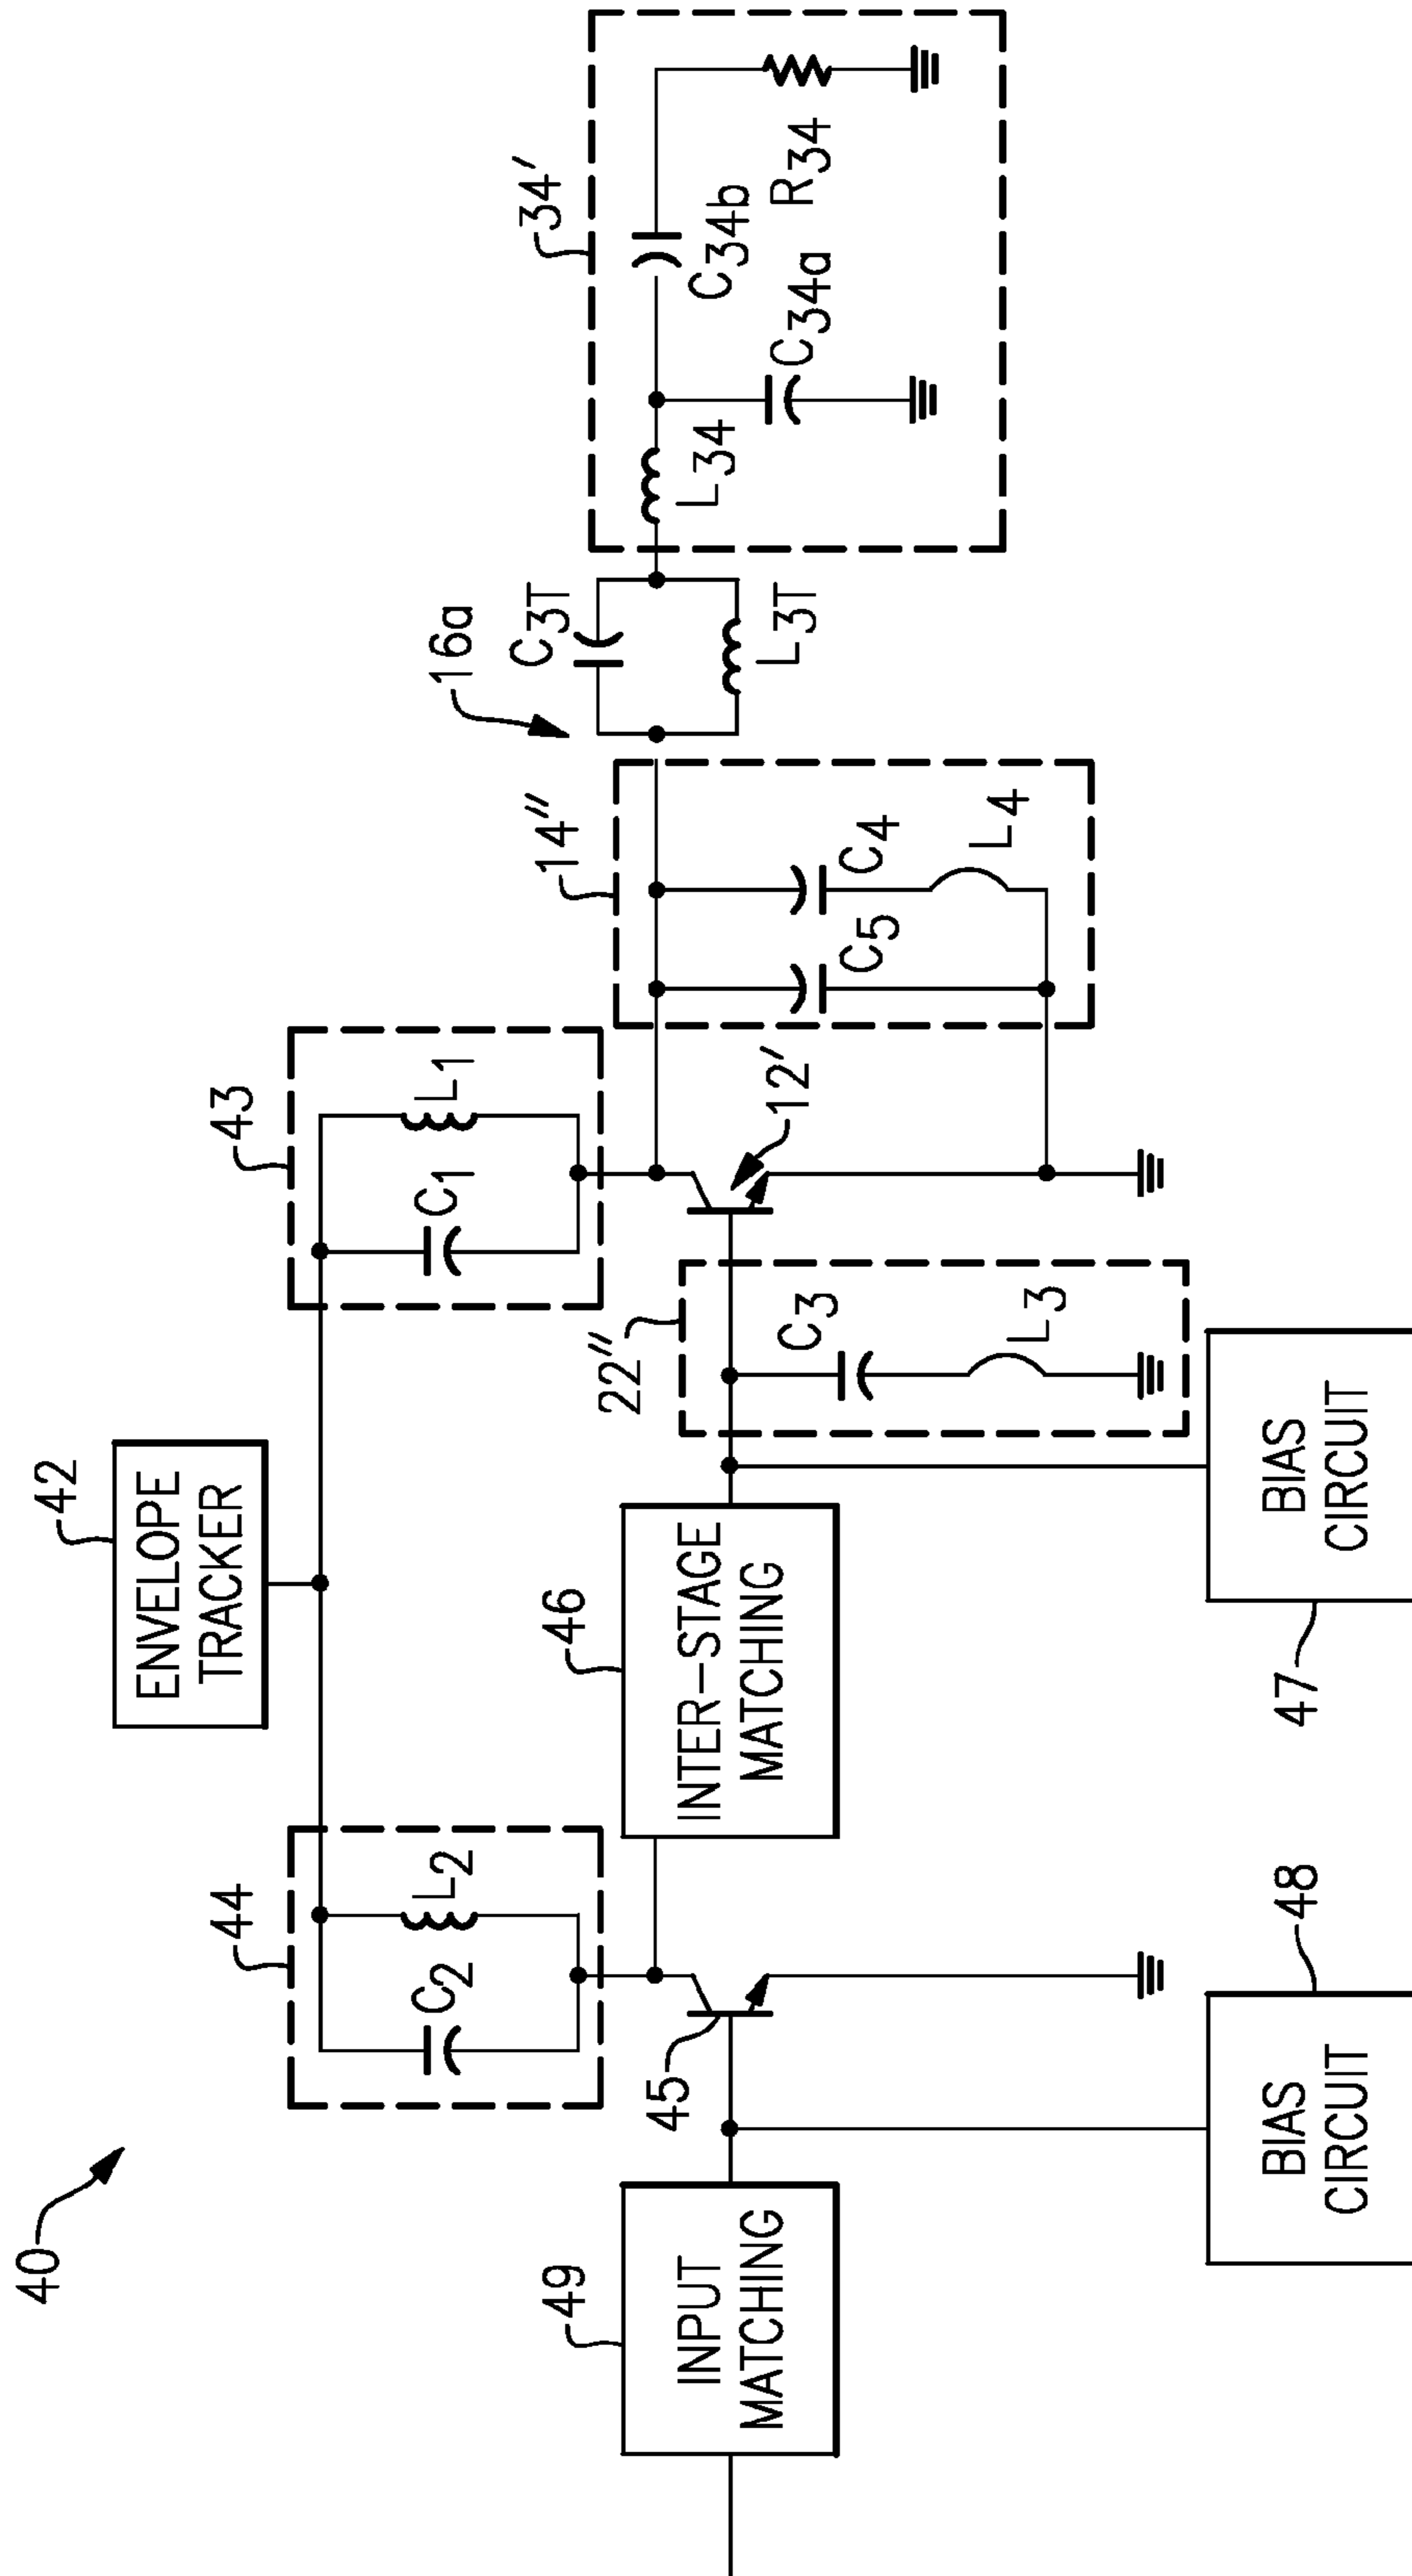 40
42
ENVELOPE
TRACKER
44
C2
L2
43
C1
L1
45
49
INPUT
MATCHING
46
INTER-STAGE
MATCHING
22″
C3
L3
12′
14″
C5
C4
L4
16a
C3T
L3T
34′
L34
C34a
C34b
R34
48
BIAS
CIRCUIT
47
BIAS
CIRCUIT